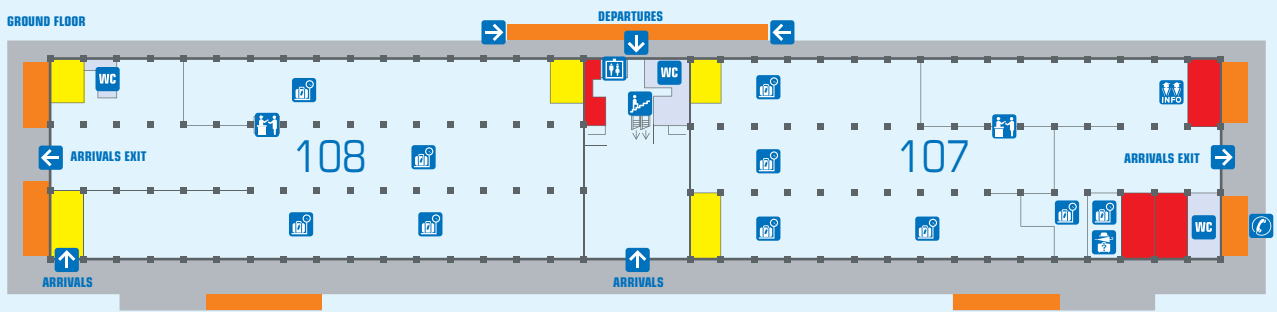 GROUND FLOOR
DEPARTURES
WC
WC
INFO
108
107
ARRIVALS EXIT
ARRIVALS EXIT
?
WC
ARRIVALS
ARRIVALS